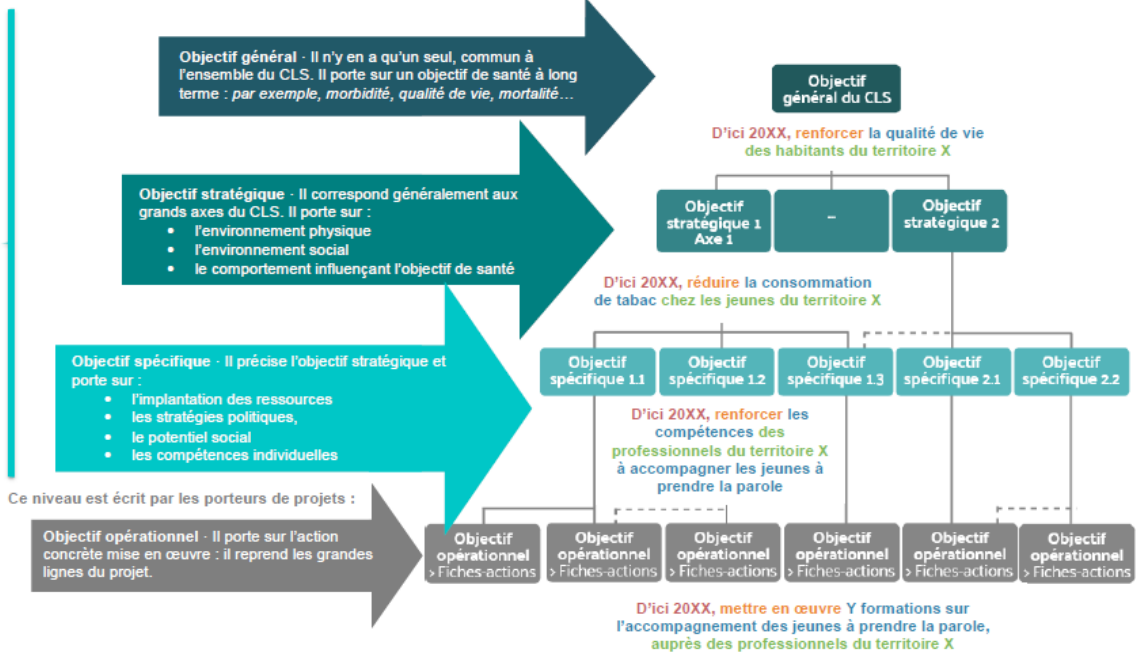 Objectif général · Il n'y en a qu'un seul, commun à
l'ensemble du CLS. Il porte sur un objectif de santé à long
terme : par exemple, morbidité, qualité de vie, mortalité…
Objectif
général du CLS
D'ici 20XX, renforcer la qualité de vie
des habitants du territoire X
Objectif stratégique · Il correspond généralement aux
grands axes du CLS. Il porte sur :
• l'environnement physique
• l'environnement social
• le comportement influençant l'objectif de santé
Objectif
stratégique 1
Axe 1
...
Objectif
stratégique 2
D'ici 20XX, réduire la consommation
de tabac chez les jeunes du territoire X
Objectif spécifique · Il précise l'objectif stratégique et
porte sur :
• l'implantation des ressources
• les stratégies politiques,
• le potentiel social
• les compétences individuelles
Objectif
spécifique 1.1
Objectif
spécifique 1.2
Objectif
spécifique 1.3
Objectif
spécifique 2.1
Objectif
spécifique 2.2
D'ici 20XX, renforcer les
compétences des
professionnels du territoire X
à accompagner les jeunes à
prendre la parole
Ce niveau est écrit par les porteurs de projets :
Objectif opérationnel · Il porte sur l'action
concrète mise en œuvre : il reprend les grandes
lignes du projet.
Objectif
opérationnel
> Fiches-actions
Objectif
opérationnel
> Fiches-actions
Objectif
opérationnel
> Fiches-actions
Objectif
opérationnel
> Fiches-actions
Objectif
opérationnel
> Fiches-actions
Objectif
opérationnel
> Fiches-actions
D'ici 20XX, mettre en œuvre Y formations sur
l'accompagnement des jeunes à prendre la parole,
auprès des professionnels du territoire X